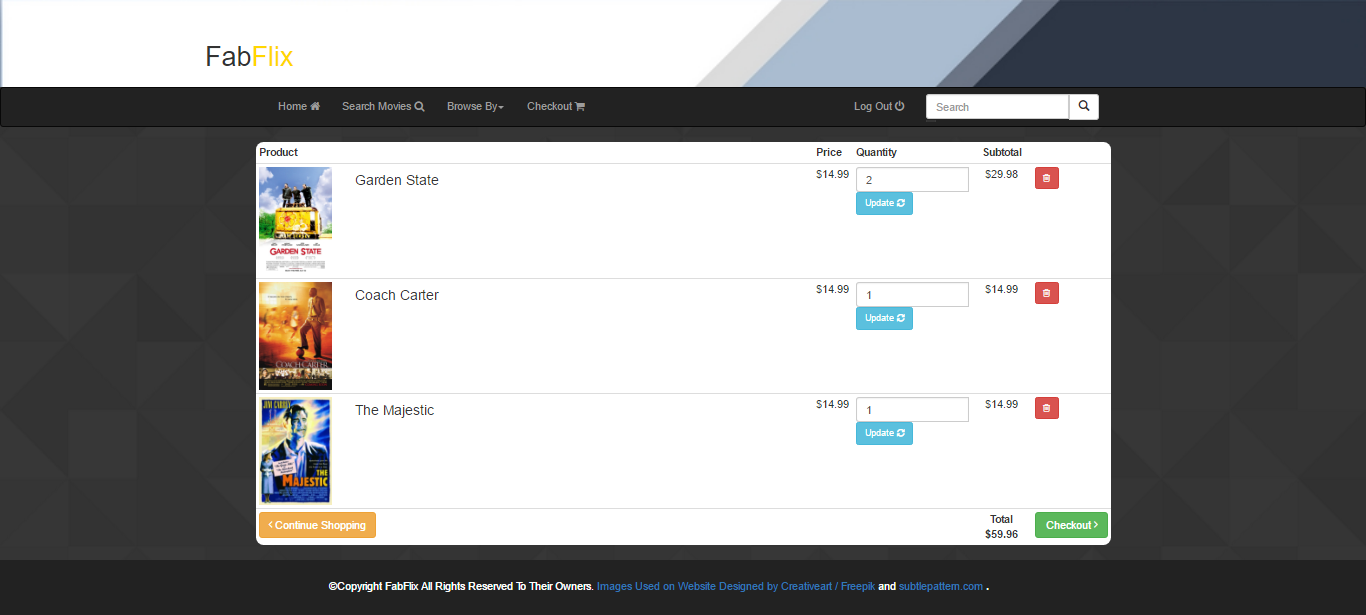 FabFlix
Home Search Movies Browse By Checkout Log Out Search
Product Price Quantity Subtotal
Garden State $14.99 2 $29.98
Update
GARDEN STATE
Coach Carter $14.99 1 $14.99
Update
COACH CARTER
The Majestic $14.99 1 $14.99
Update
JIM CARREY
THE
MAJESTIC
Continue Shopping Total Checkout
$59.96
©Copyright FabFlix All Rights Reserved To Their Owners. Images Used on Website Designed by Creativeart / Freepik and subtlepattern.com .